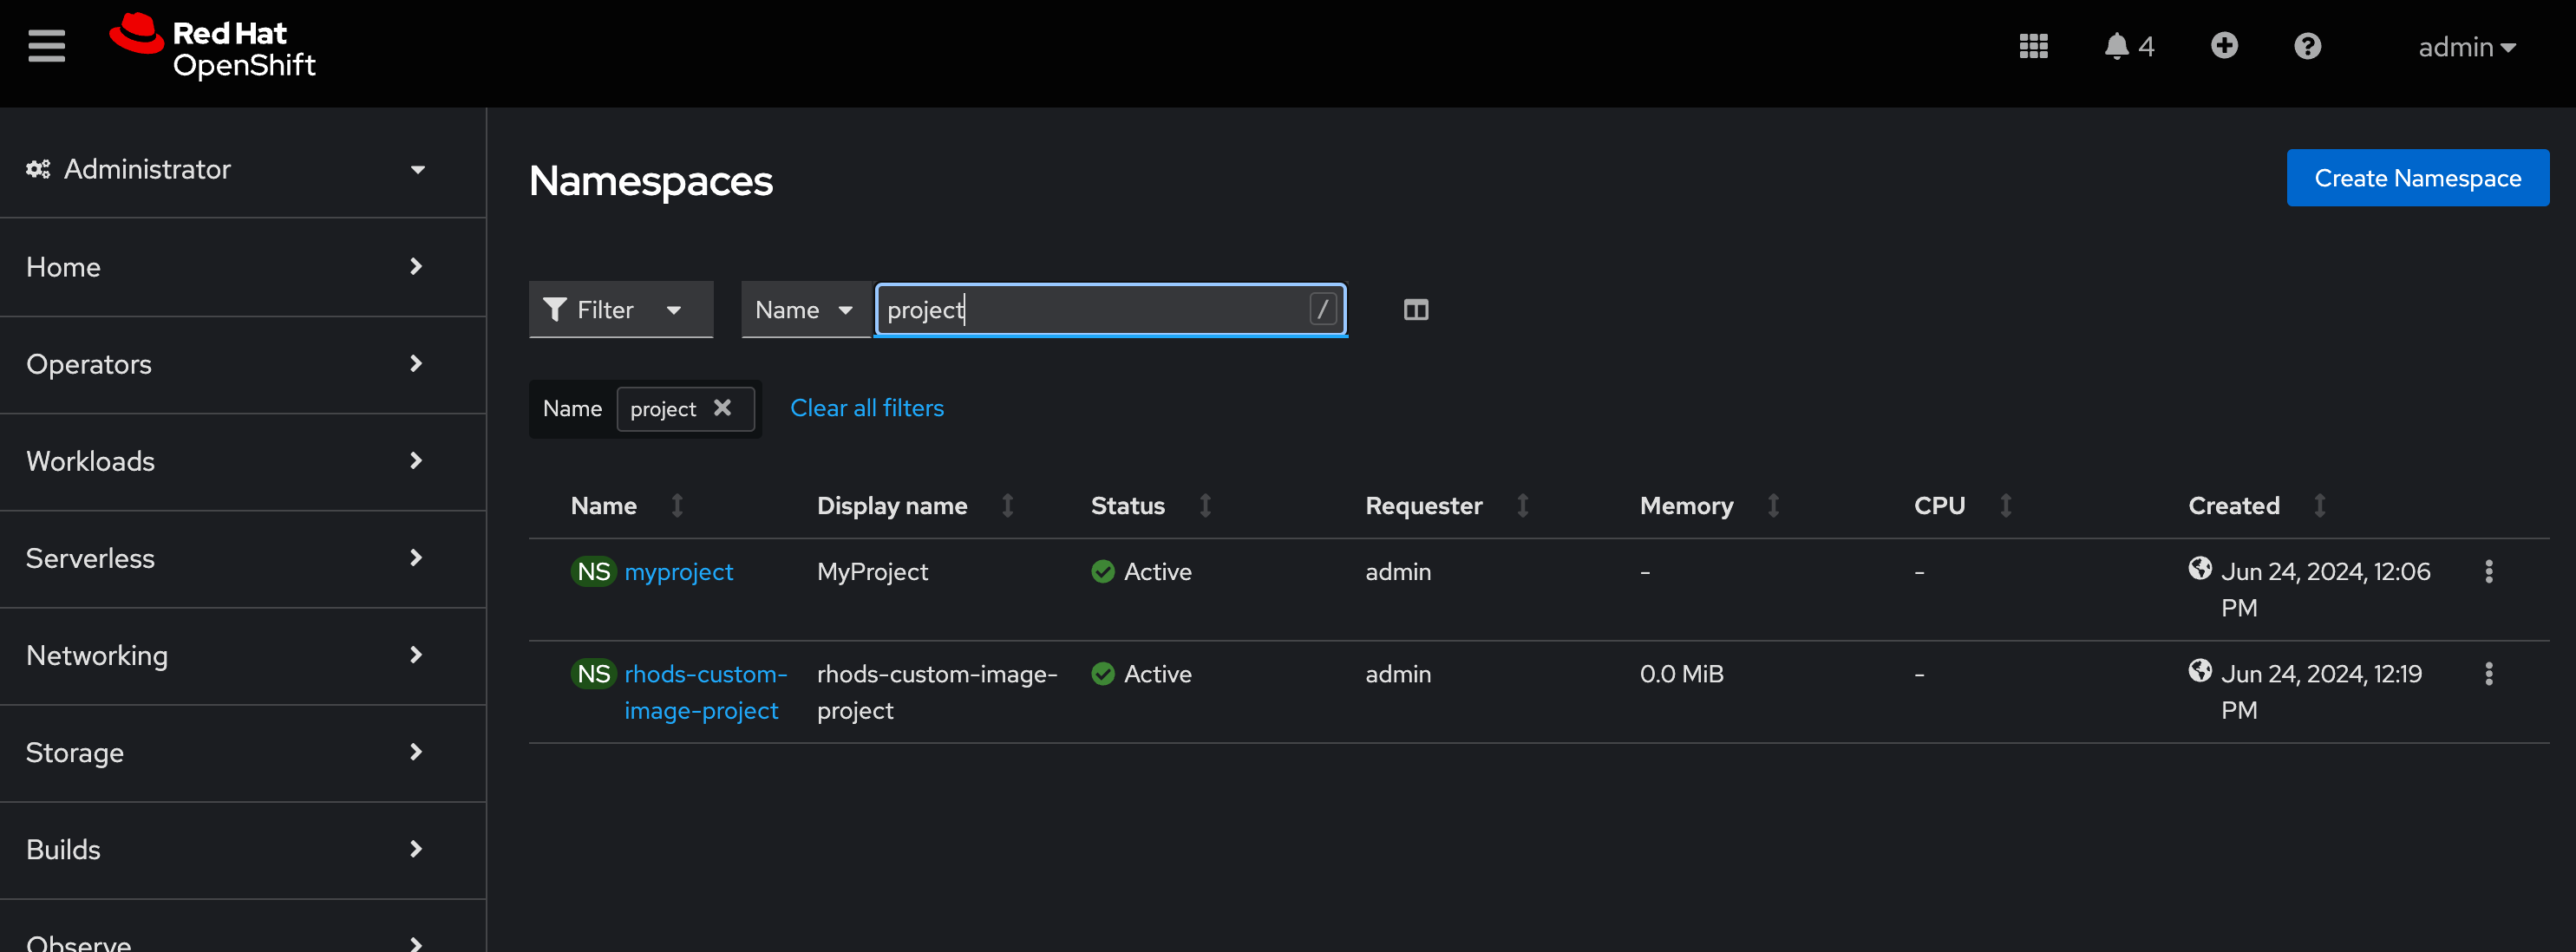 Red Hat
OpenShift
4
admin
Administrator
Home
Operators
Workloads
Serverless
Networking
Storage
Builds
Observe
Namespaces
Create Namespace
Filter
Name
project
/
Name
project
Clear all filters
Name Display name Status Requester Memory CPU Created
NS myproject MyProject Active admin - - Jun 24, 2024, 12:06
PM
NS rhods-custom- rhods-custom-image- Active admin 0.0 MiB - Jun 24, 2024, 12:19
image-project project PM